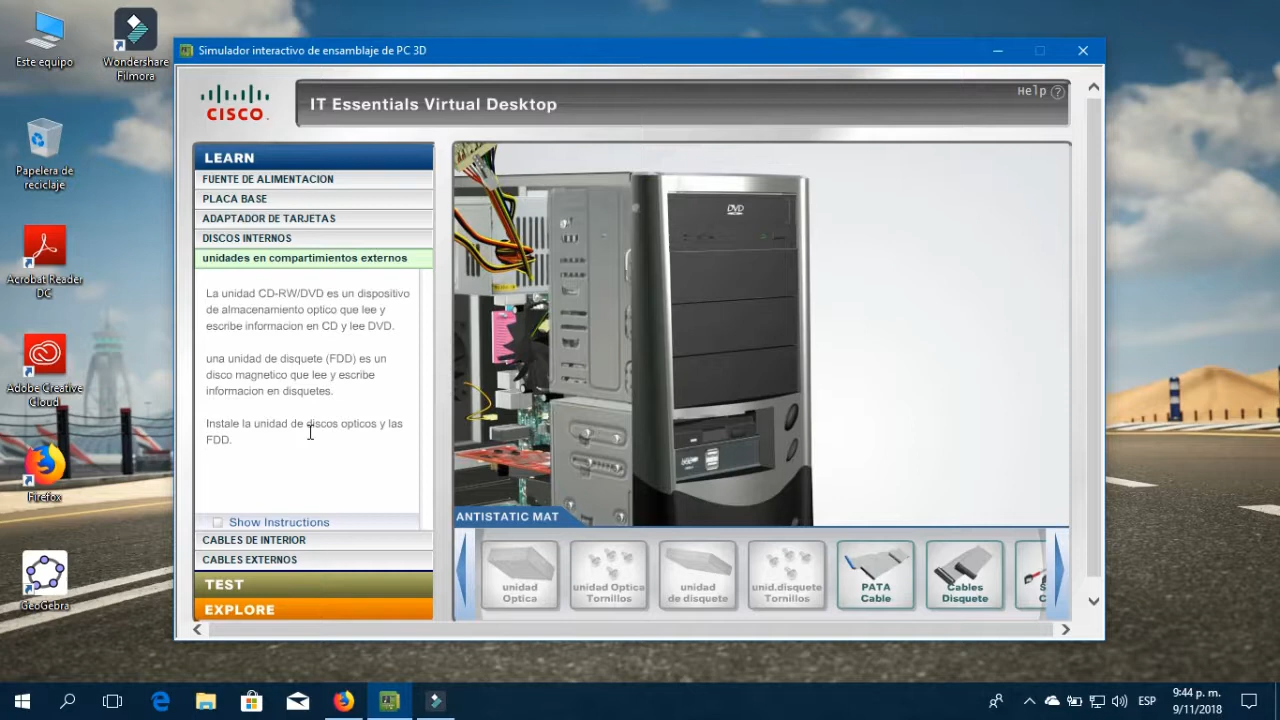 Este equipo
Wondershare
Filmora
Papelera de
reciclaje
Acrobat Reader
DC
Adobe Creative
Cloud
Firefox
GeoGebra
Simulador interactivo de ensamblaje de PC 3D
CISCO
IT Essentials Virtual Desktop
Help ?
LEARN
FUENTE DE ALIMENTACION
PLACA BASE
ADAPTADOR DE TARJETAS
DISCOS INTERNOS
unidades en compartimientos externos
La unidad CD-RW/DVD es un dispositivo
de almacenamiento optico que lee y
escribe informacion en CD y lee DVD.
una unidad de disquete (FDD) es un
disco magnetico que lee y escribe
informacion en disquetes.
Instale la unidad de discos opticos y las
FDD.
Show Instructions
CABLES DE INTERIOR
CABLES EXTERNOS
TEST
EXPLORE
DVD
ANTISTATIC MAT
unidad
Optica
unidad Optica
Tornillos
unidad
de disquete
unid.disquete
Tornillos
PATA
Cable
Cables
Disquete
S
C
ESP
9:44 p. m.
9/11/2018